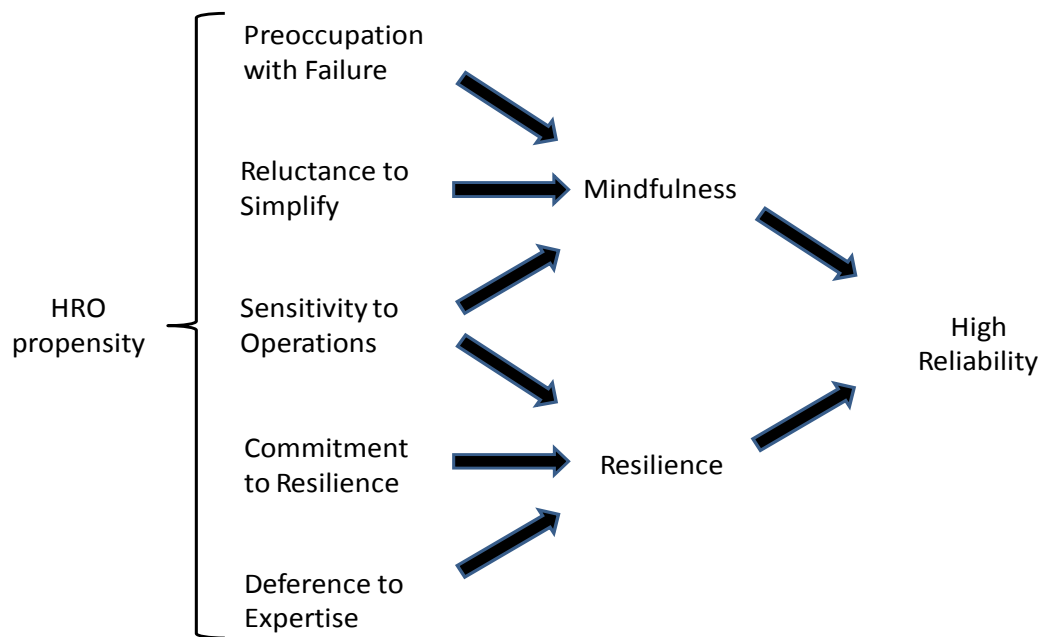 HRO
propensity
Preoccupation
with Failure
Reluctance to
Simplify
Sensitivity to
Operations
Commitment
to Resilience
Deference to
Expertise
Mindfulness
Resilience
High
Reliability